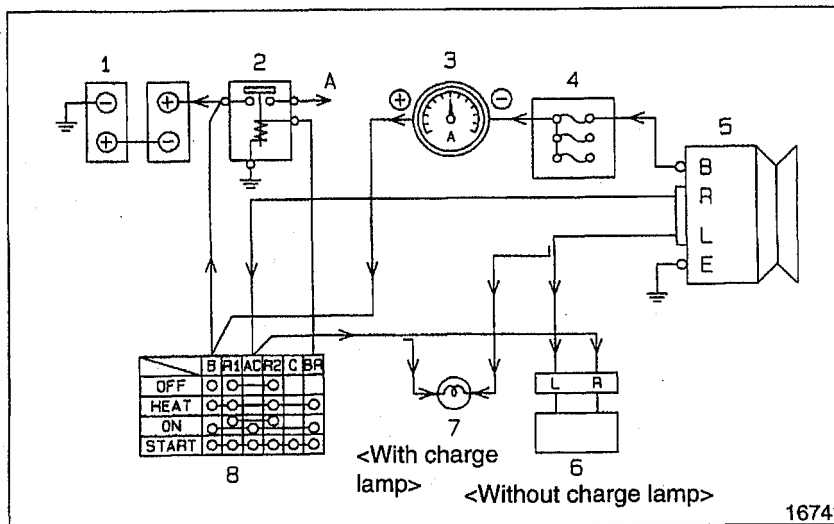 1 2 A 3 4
⊖ ⊕ ⊕ ⊖
⊕ ⊖ A 5
B
R
L
E
B R1 AC R2 C BR
OFF
HEAT
ON
START
8
L R
7 6
<With charge lamp>
<Without charge lamp>
1674